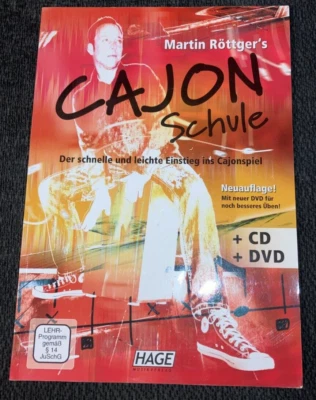 Martin Röttger's
CAJON
Schule
Der schnelle und leichte Einstieg ins Cajonspiel
Neuauflage!
Mit neuer DVD für
noch besseres Üben!
+ CD
+ DVD
LEHR-
Programm
gemäß
§ 14
JuSchG
HAGE
MUSIKVERLAG